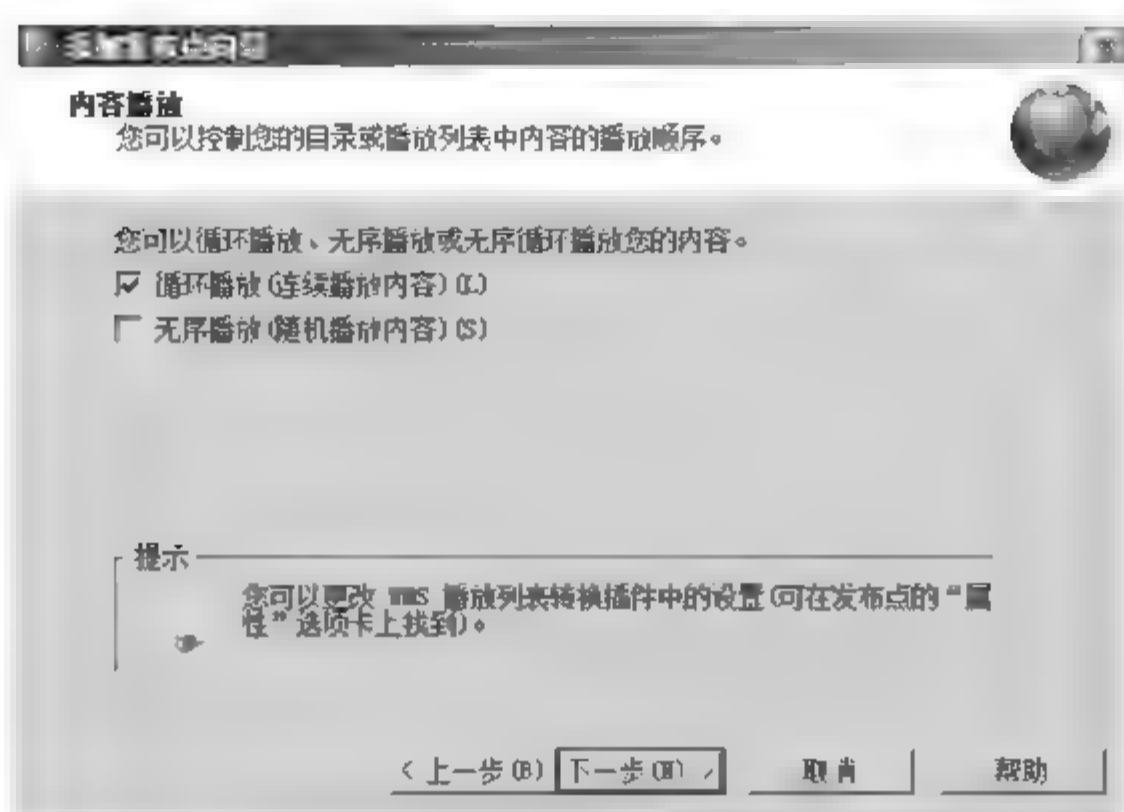 内容播放
您可以控制您的目录或播放列表中内容的播放顺序。
您可以循环播放、无序播放或无序循环播放您的内容。
循环播放(连续播放内容)(L)
无序播放(随机播放内容)(S)
提示
您可以更改 WMS 播放列表转换插件中的设置(可在发布点的“属
性”选项卡上找到)。
< 上一步(B) 下一步(N) > 取消 帮助